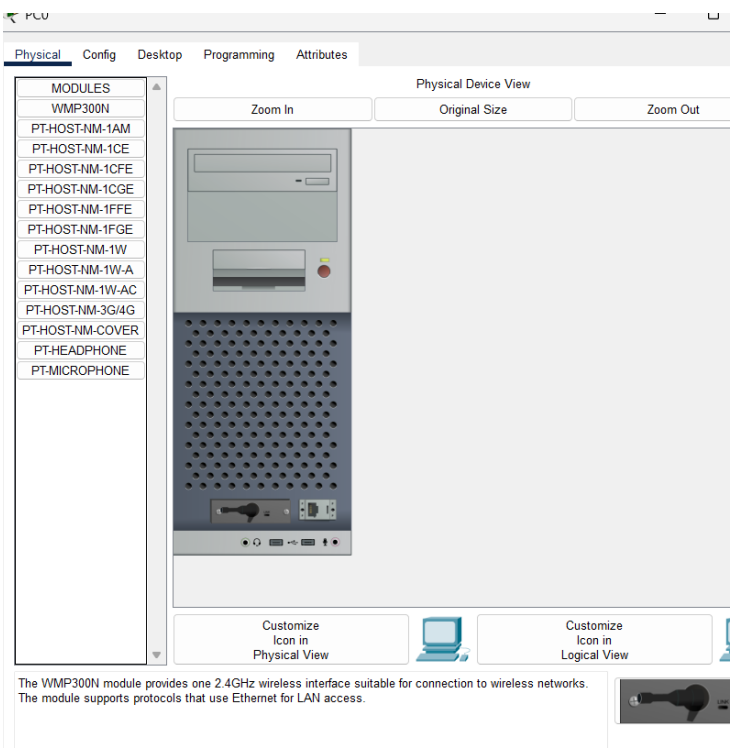 PC0
Physical Config Desktop Programming Attributes
MODULES
WMP300N
PT-HOST-NM-1AM
PT-HOST-NM-1CE
PT-HOST-NM-1CFE
PT-HOST-NM-1CGE
PT-HOST-NM-1FFE
PT-HOST-NM-1FGE
PT-HOST-NM-1W
PT-HOST-NM-1W-A
PT-HOST-NM-1W-AC
PT-HOST-NM-3G/4G
PT-HOST-NM-COVER
PT-HEADPHONE
PT-MICROPHONE
Physical Device View
Zoom In Original Size Zoom Out
Customize
Icon in
Physical View
Customize
Icon in
Logical View
The WMP300N module provides one 2.4GHz wireless interface suitable for connection to wireless networks.
The module supports protocols that use Ethernet for LAN access.
LINK